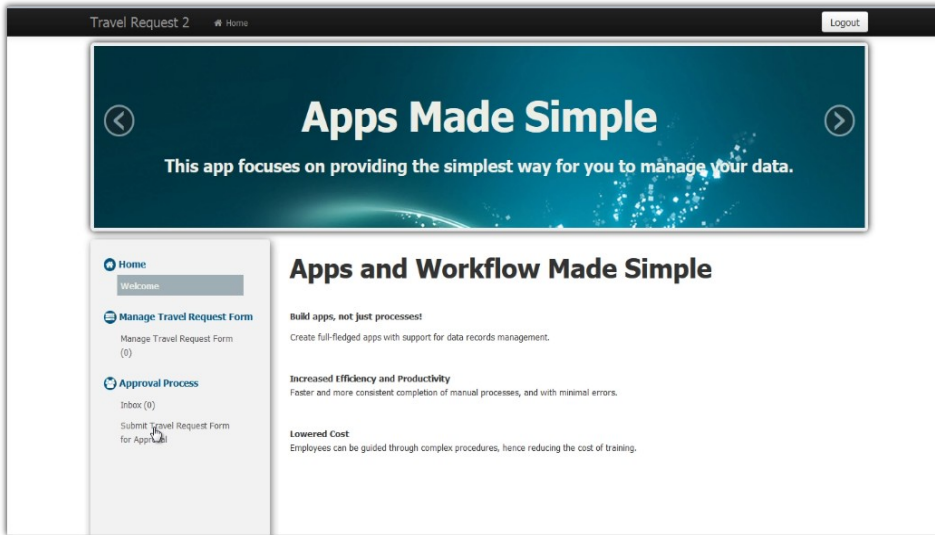 Travel Request 2 Home Logout
Apps Made Simple
This app focuses on providing the simplest way for you to manage your data.
Home
Welcome
Manage Travel Request Form
Manage Travel Request Form
(0)
Approval Process
Inbox (0)
Submit Travel Request Form
for Approval
Apps and Workflow Made Simple
Build apps, not just processes!
Create full-fledged apps with support for data records management.
Increased Efficiency and Productivity
Faster and more consistent completion of manual processes, and with minimal errors.
Lowered Cost
Employees can be guided through complex procedures, hence reducing the cost of training.